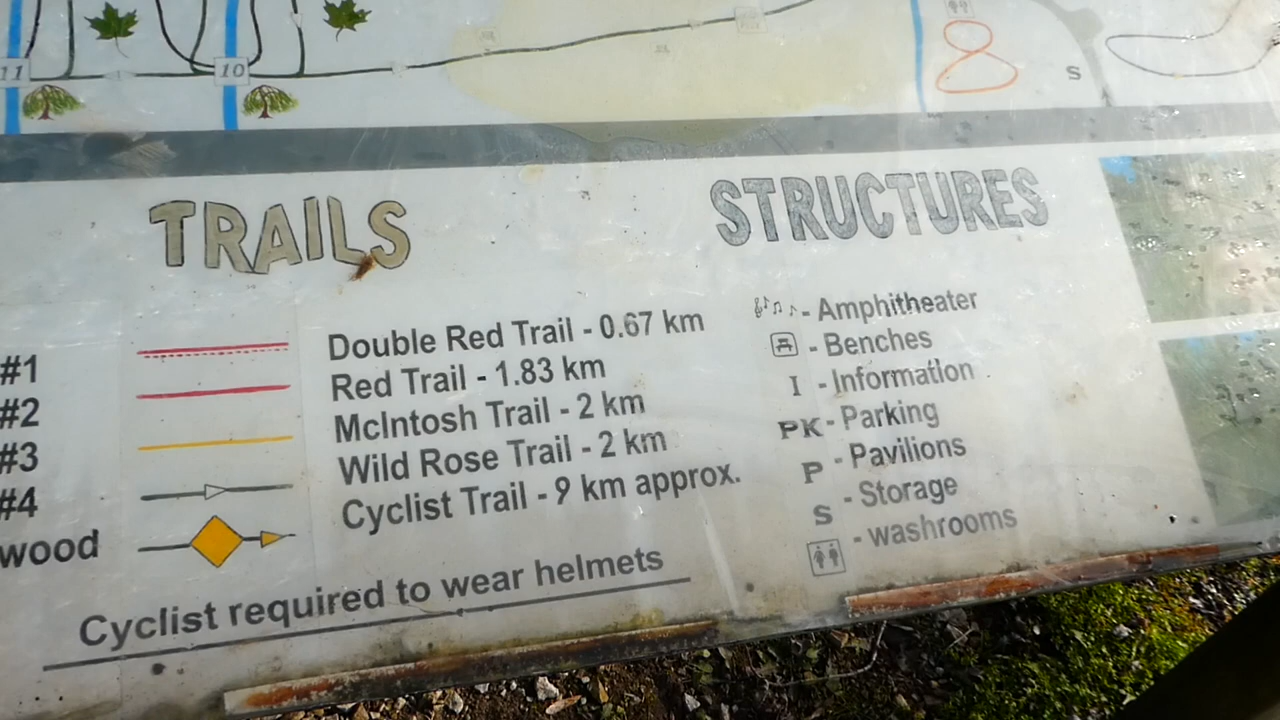 11
10
S
TRAILS
STRUCTURES
#1
#2
#3
#4
wood
Double Red Trail - 0.67 km
Red Trail - 1.83 km
McIntosh Trail - 2 km
Wild Rose Trail - 2 km
Cyclist Trail - 9 km approx.
Cyclist required to wear helmets
- Amphitheater
- Benches
I - Information
PK - Parking
P - Pavilions
S - Storage
- washrooms